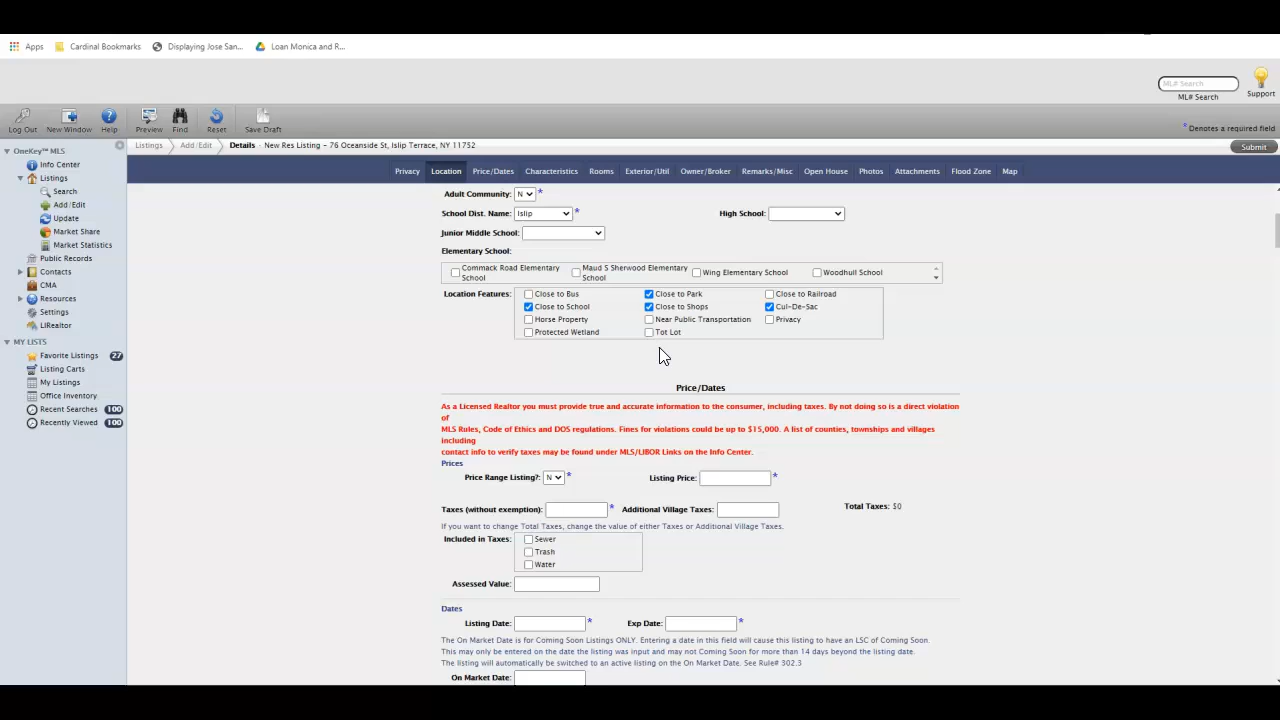 Apps Cardinal Bookmarks Displaying Jose San... Loan Monica and R...
ML# Search
ML# Search
Support
Log Out New Window Help Preview Find Reset Save Draft
* Denotes a required field
Listings Add/Edit Details - New Res Listing - 76 Oceanside St, Islip Terrace, NY 11752
Submit
OneKey™ MLS
Info Center
Listings
Search
Add/Edit
Update
Market Share
Market Statistics
Public Records
Contacts
CMA
Resources
Settings
LIRealtor
MY LISTS
Favorite Listings 27
Listing Carts
My Listings
Office Inventory
Recent Searches 100
Recently Viewed 100
Privacy Location Price/Dates Characteristics Rooms Exterior/Util Owner/Broker Remarks/Misc Open House Photos Attachments Flood Zone Map
Adult Community: N *
School Dist. Name: Islip * High School:
Junior Middle School:
Elementary School:
Commack Road Elementary School Maud S Sherwood Elementary School Wing Elementary School Woodhull School
Location Features: Close to Bus Close to Park Close to Railroad
Close to School Close to Shops Cul-De-Sac
Horse Property Near Public Transportation Privacy
Protected Wetland Tot Lot
Price/Dates
As a Licensed Realtor you must provide true and accurate information to the consumer, including taxes. By not doing so is a direct violation
of
MLS Rules, Code of Ethics and DOS regulations. Fines for violations could be up to $15,000. A list of counties, townships and villages
including
contact info to verify taxes may be found under MLS/LIBOR Links on the Info Center.
Prices
Price Range Listing?: N * Listing Price: *
Taxes (without exemption): * Additional Village Taxes: Total Taxes: $0
If you want to change Total Taxes, change the value of either Taxes or Additional Village Taxes.
Included in Taxes: Sewer
Trash
Water
Assessed Value:
Dates
Listing Date: * Exp Date: *
The On Market Date is for Coming Soon Listings ONLY. Entering a date in this field will cause this listing to have an LSC of Coming Soon.
This may only be entered on the date the listing was input and may not Coming Soon for more than 14 days beyond the listing date.
The listing will automatically be switched to an active listing on the On Market Date. See Rule# 302.3
On Market Date: